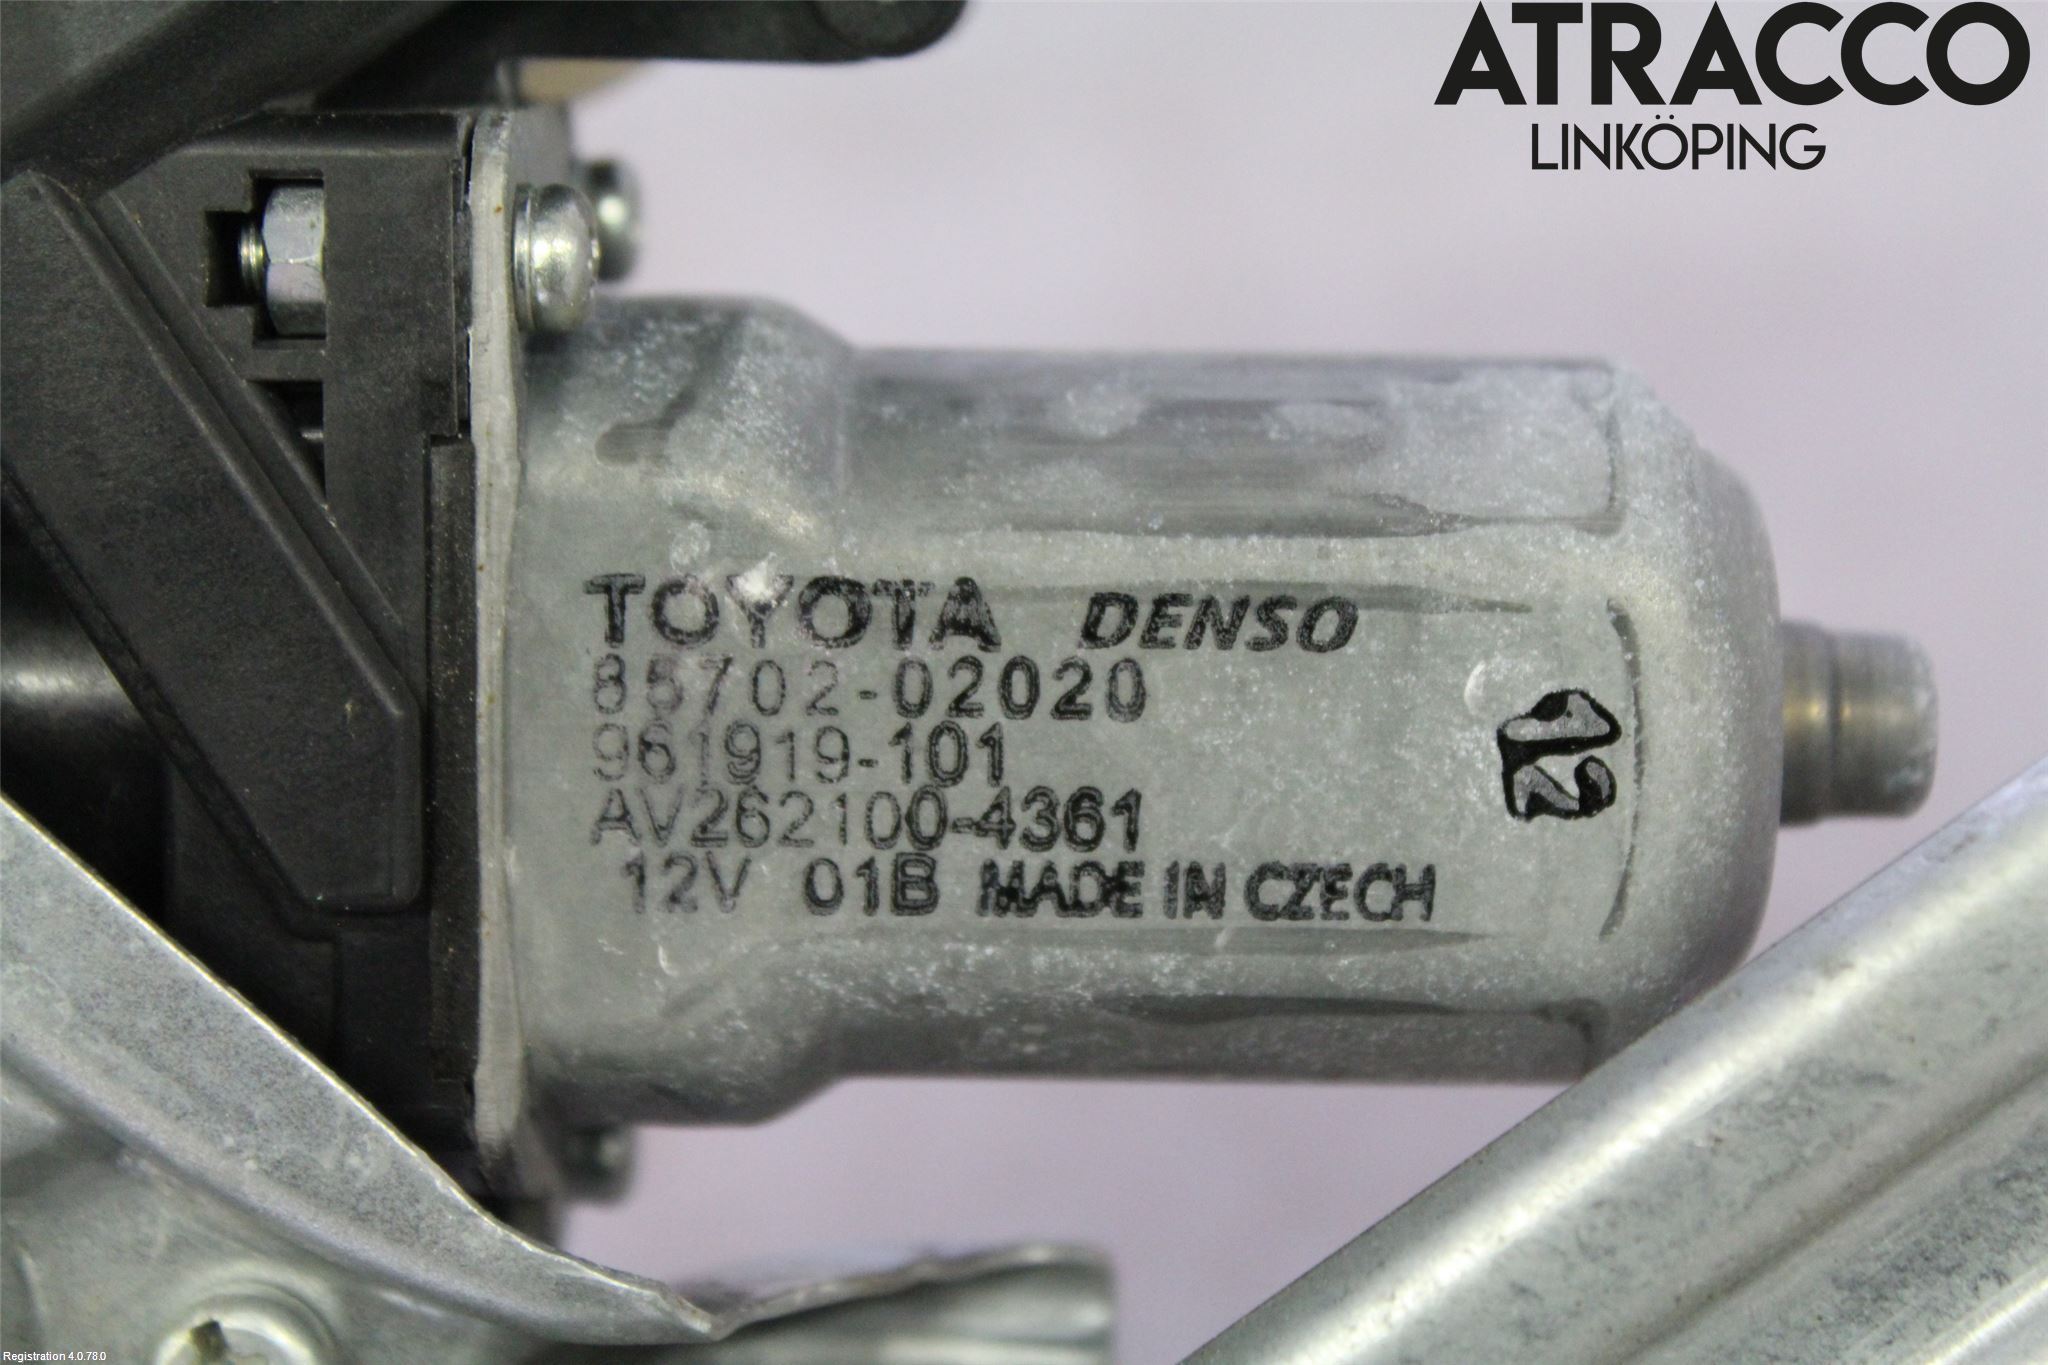 ATRACCO
LINKÖPING
TOYOTA DENSO
85702-02020
961919-101
AV262100-4361
12V 01B MADE IN CZECH
12
Registration 4.0.78.0